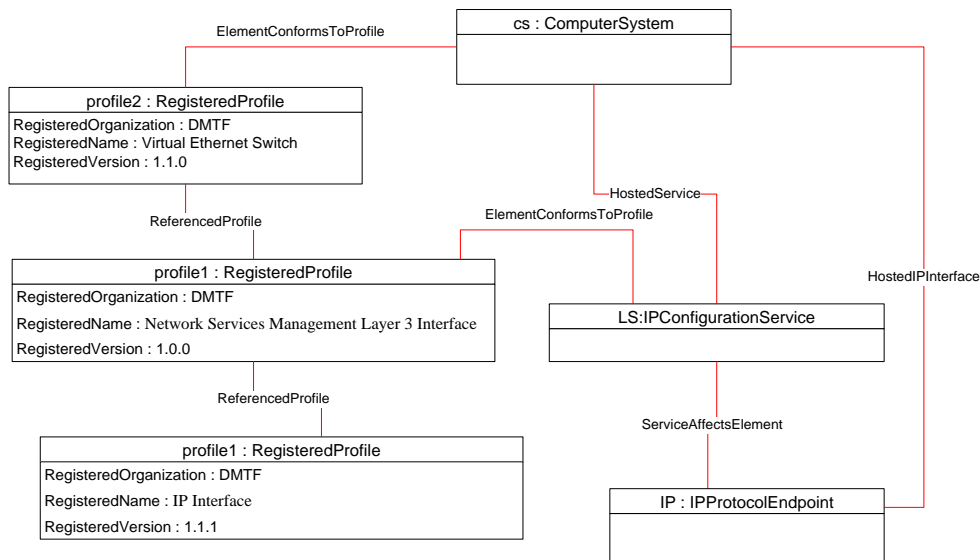 ElementConformsToProfile
cs : ComputerSystem
profile2 : RegisteredProfile
RegisteredOrganization : DMTF
RegisteredName : Virtual Ethernet Switch
RegisteredVersion : 1.1.0
HostedService
ReferencedProfile
ElementConformsToProfile
profile1 : RegisteredProfile
RegisteredOrganization : DMTF
RegisteredName : Network Services Management Layer 3 Interface
RegisteredVersion : 1.0.0
HostedIPInterface
LS:IPConfigurationService
ReferencedProfile
ServiceAffectsElement
profile1 : RegisteredProfile
RegisteredOrganization : DMTF
RegisteredName : IP Interface
RegisteredVersion : 1.1.1
IP : IPProtocolEndpoint